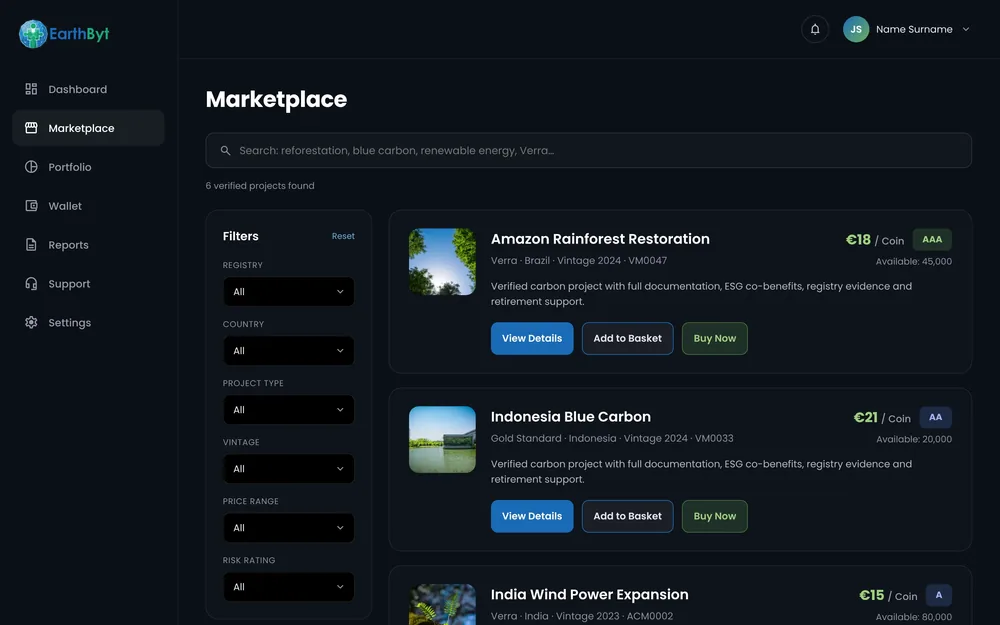 EarthByt
JS
Name Surname
Dashboard
Marketplace
Portfolio
Wallet
Reports
Support
Settings
Marketplace
Search: reforestation, blue carbon, renewable energy, Verra...
6 verified projects found
Filters
Reset
REGISTRY
All
COUNTRY
All
PROJECT TYPE
All
VINTAGE
All
PRICE RANGE
All
RISK RATING
All
Amazon Rainforest Restoration
€18 / Coin AAA
Verra · Brazil · Vintage 2024 · VM0047
Available: 45,000
Verified carbon project with full documentation, ESG co-benefits, registry evidence and
retirement support.
View Details
Add to Basket
Buy Now
Indonesia Blue Carbon
€21 / Coin AA
Gold Standard · Indonesia · Vintage 2024 · VM0033
Available: 20,000
Verified carbon project with full documentation, ESG co-benefits, registry evidence and
retirement support.
View Details
Add to Basket
Buy Now
India Wind Power Expansion
€15 / Coin A
Verra · India · Vintage 2023 · ACM0002
Available: 80,000